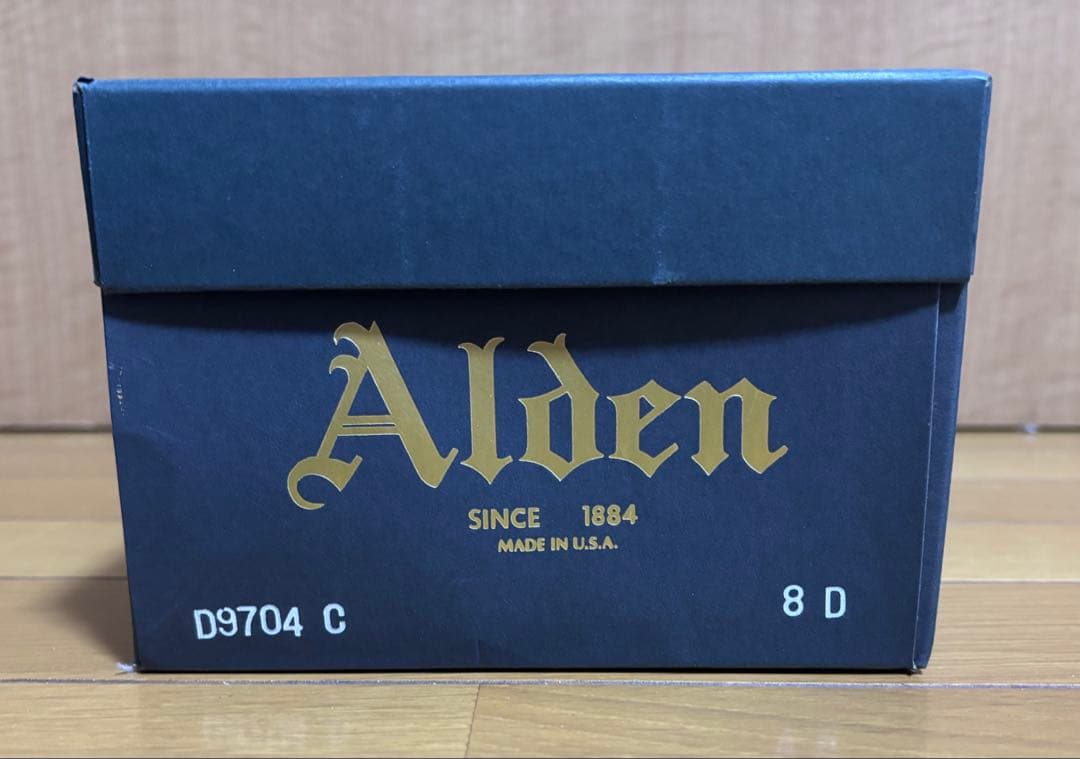 Alden
SINCE 1884
MADE IN U.S.A.
D9704 C
8 D